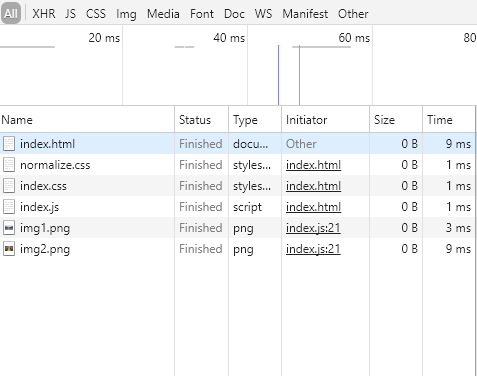 All XHR JS CSS Img Media Font Doc WS Manifest Other
20 ms 40 ms 60 ms 80
Name Status Type Initiator Size Time
index.html Finished docu... Other 0 B 9 ms
normalize.css Finished styles... index.html 0 B 1 ms
index.css Finished styles... index.html 0 B 1 ms
index.js Finished script index.html 0 B 1 ms
img1.png Finished png index.js:21 0 B 3 ms
img2.png Finished png index.js:21 0 B 9 ms